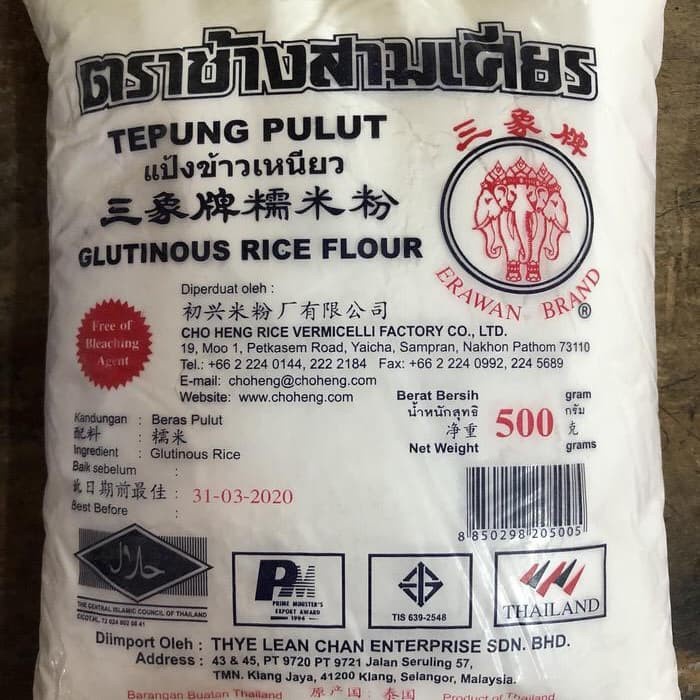 ตราช้างสามเศียร
TEPUNG PULUT
แป้งข้าวเหนียว
三象牌糯米粉
GLUTINOUS RICE FLOUR
三象牌
ERAWAN BRAND
®
Diperduat oleh :
初兴米粉厂有限公司
CHO HENG RICE VERMICELLI FACTORY CO., LTD.
19, Moo 1, Petkasem Road, Yaicha, Sampran, Nakhon Pathom 73110
Tel.: +66 2 224 0144, 222 2184 Fax: +66 2 224 0992, 224 5689
E-mail: choheng@choheng.com
Website: www.choheng.com
Free of
Bleaching
Agent
Berat Bersih gram
น้ำหนักสุทธิ กรัม
净重 500 克
Net Weight grams
Kandungan : Beras Pulut
配料 : 糯米
Ingredient : Glutinous Rice
Baik sebelum :
此日期前最佳 : 31-03-2020
Best Before :
8 850298 205005
حلال
THE CENTRAL ISLAMIC COUNCIL OF THAILAND
CICOT.HL. 72 024 802 08 41
PM
PRIME MINISTER'S
EXPORT AWARD
1994
TIS 639-2548
THAILAND
Diimport Oleh : THYE LEAN CHAN ENTERPRISE SDN. BHD.
Address : 43 & 45, PT 9720 PT 9721 Jalan Seruling 57,
TMN. Klang Jaya, 41200 Klang, Selangor, Malaysia.
Barangan Buatan Thailand 原产国 : 泰国 Product of Thailand